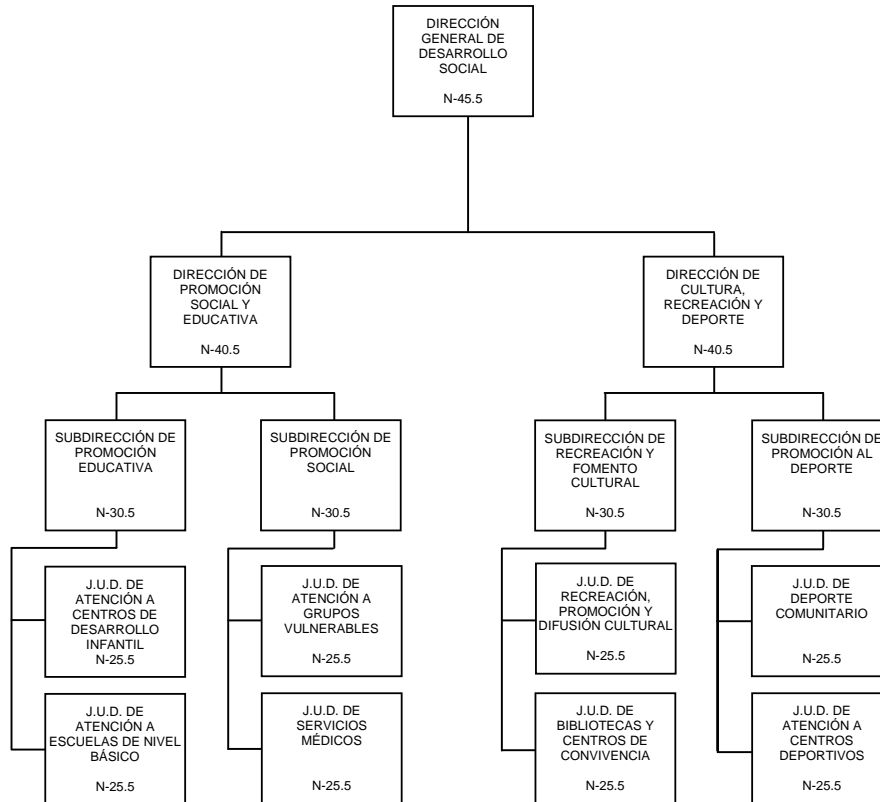 DIRECCIÓN
GENERAL DE
DESARROLLO
SOCIAL
N-45.5
DIRECCIÓN DE
PROMOCIÓN
SOCIAL Y
EDUCATIVA
N-40.5
DIRECCIÓN DE
CULTURA,
RECREACIÓN Y
DEPORTE
N-40.5
SUBDIRECCIÓN DE
PROMOCIÓN
EDUCATIVA
N-30.5
SUBDIRECCIÓN DE
PROMOCIÓN
SOCIAL
N-30.5
SUBDIRECCIÓN DE
RECREACIÓN Y
FOMENTO
CULTURAL
N-30.5
SUBDIRECCIÓN DE
PROMOCIÓN AL
DEPORTE
N-30.5
J.U.D. DE
ATENCIÓN A
CENTROS DE
DESARROLLO
INFANTIL
N-25.5
J.U.D. DE
ATENCIÓN A
GRUPOS
VULNERABLES
N-25.5
J.U.D. DE
RECREACIÓN,
PROMOCIÓN Y
DIFUSIÓN CULTURAL
N-25.5
J.U.D. DE
DEPORTE
COMUNITARIO
N-25.5
J.U.D. DE
ATENCIÓN A
ESCUELAS DE NIVEL
BÁSICO
N-25.5
J.U.D. DE
SERVICIOS
MÉDICOS
N-25.5
J.U.D. DE
BIBLIOTECAS Y
CENTROS DE
CONVIVENCIA
N-25.5
J.U.D. DE
ATENCIÓN A
CENTROS
DEPORTIVOS
N-25.5